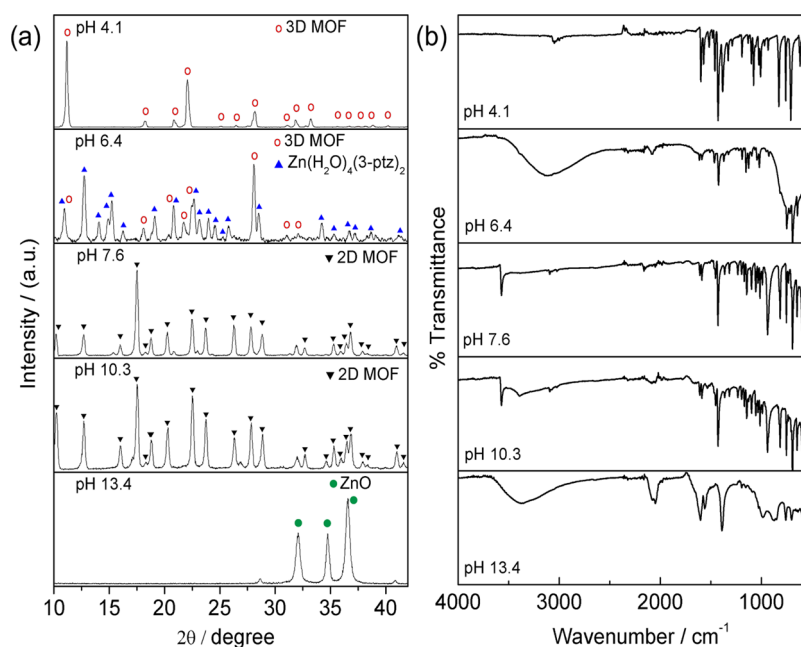 (a)
pH 4.1
3D MOF
pH 6.4
3D MOF
Zn(H₂O)₄(3-ptz)₂
pH 7.6
2D MOF
pH 10.3
2D MOF
pH 13.4
ZnO
Intensity / (a.u.)
10 15 20 25 30 35 40
2θ / degree
(b)
pH 4.1
pH 6.4
pH 7.6
pH 10.3
pH 13.4
% Transmittance
4000 3000 2000 1000
Wavenumber / cm⁻¹